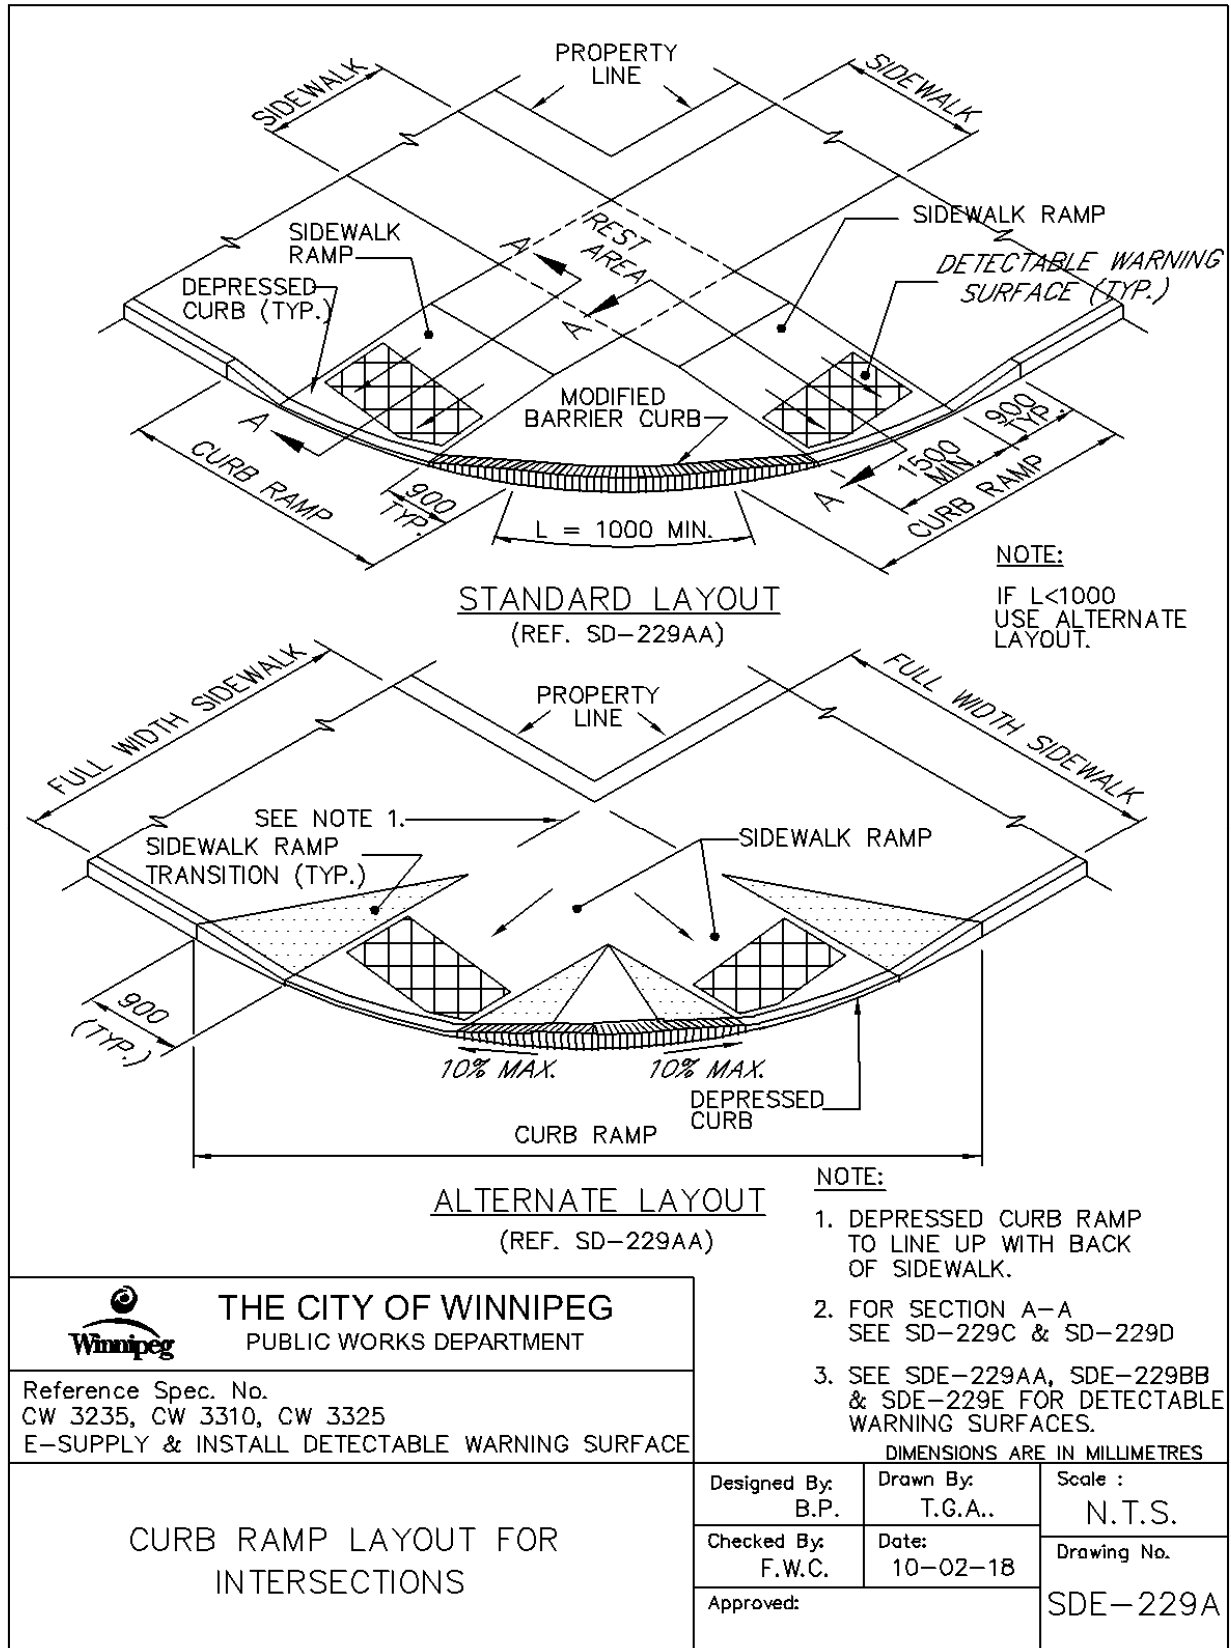 PROPERTY
LINE
SIDEWALK
SIDEWALK
SIDEWALK
RAMP
DEPRESSED
CURB (TYP.)
REST
AREA
SIDEWALK RAMP
DETECTABLE WARNING
SURFACE (TYP.)
A
A
MODIFIED
BARRIER CURB
A
A
CURB RAMP
900
TYP.
L = 1000 MIN.
900
TYP.
1500
MIN.
CURB RAMP
STANDARD LAYOUT
(REF. SD-229AA)
NOTE:
IF L<1000
USE ALTERNATE
LAYOUT.
FULL WIDTH SIDEWALK
PROPERTY
LINE
FULL WIDTH SIDEWALK
SEE NOTE 1.
SIDEWALK RAMP
TRANSITION (TYP.)
SIDEWALK RAMP
900
(TYP.)
10% MAX.
10% MAX.
DEPRESSED
CURB
CURB RAMP
ALTERNATE LAYOUT
(REF. SD-229AA)
NOTE:
1. DEPRESSED CURB RAMP
TO LINE UP WITH BACK
OF SIDEWALK.
2. FOR SECTION A-A
SEE SD-229C & SD-229D
3. SEE SDE-229AA, SDE-229BB
& SDE-229E FOR DETECTABLE
WARNING SURFACES.
DIMENSIONS ARE IN MILLIMETRES
Winnipeg
THE CITY OF WINNIPEG
PUBLIC WORKS DEPARTMENT
Reference Spec. No.
CW 3235, CW 3310, CW 3325
E-SUPPLY & INSTALL DETECTABLE WARNING SURFACE
CURB RAMP LAYOUT FOR
INTERSECTIONS
Designed By:
B.P.
Drawn By:
T.G.A..
Scale :
N.T.S.
Checked By:
F.W.C.
Date:
10-02-18
Drawing No.
SDE-229A
Approved: